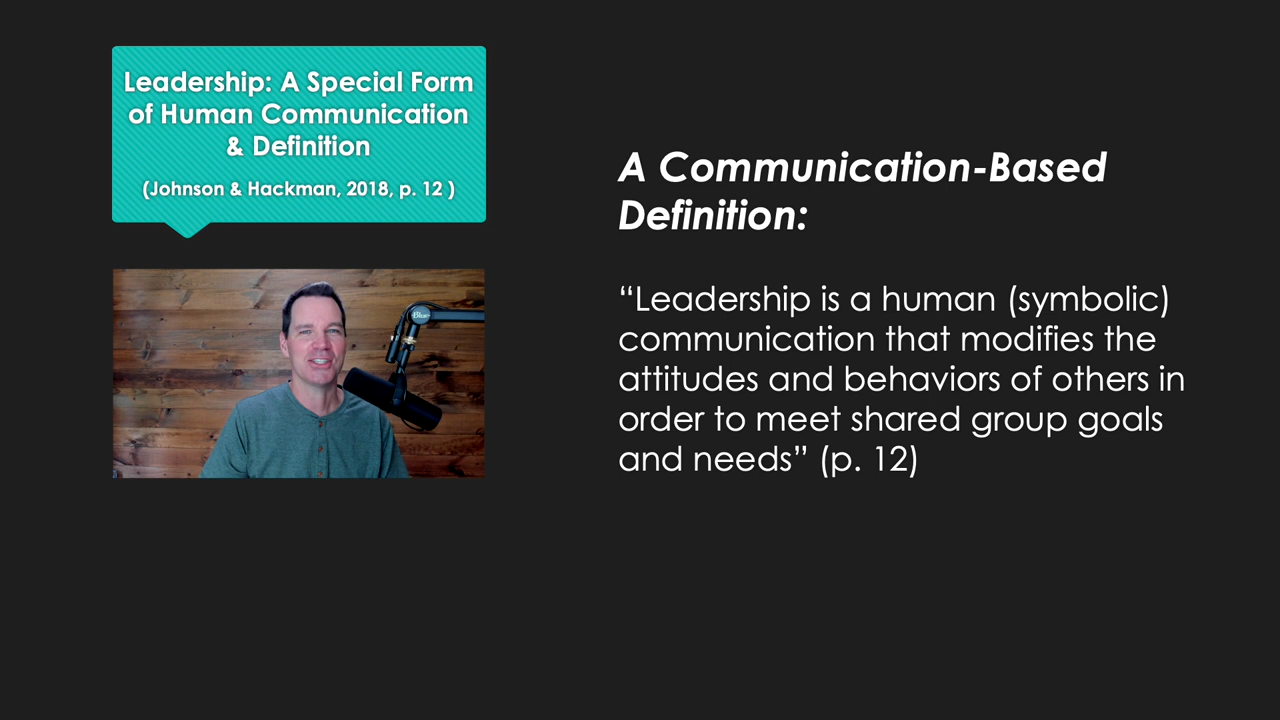 Leadership: A Special Form
of Human Communication
& Definition
(Johnson & Hackman, 2018, p. 12 )
Blue
A Communication-Based
Definition:
“Leadership is a human (symbolic)
communication that modifies the
attitudes and behaviors of others in
order to meet shared group goals
and needs” (p. 12)